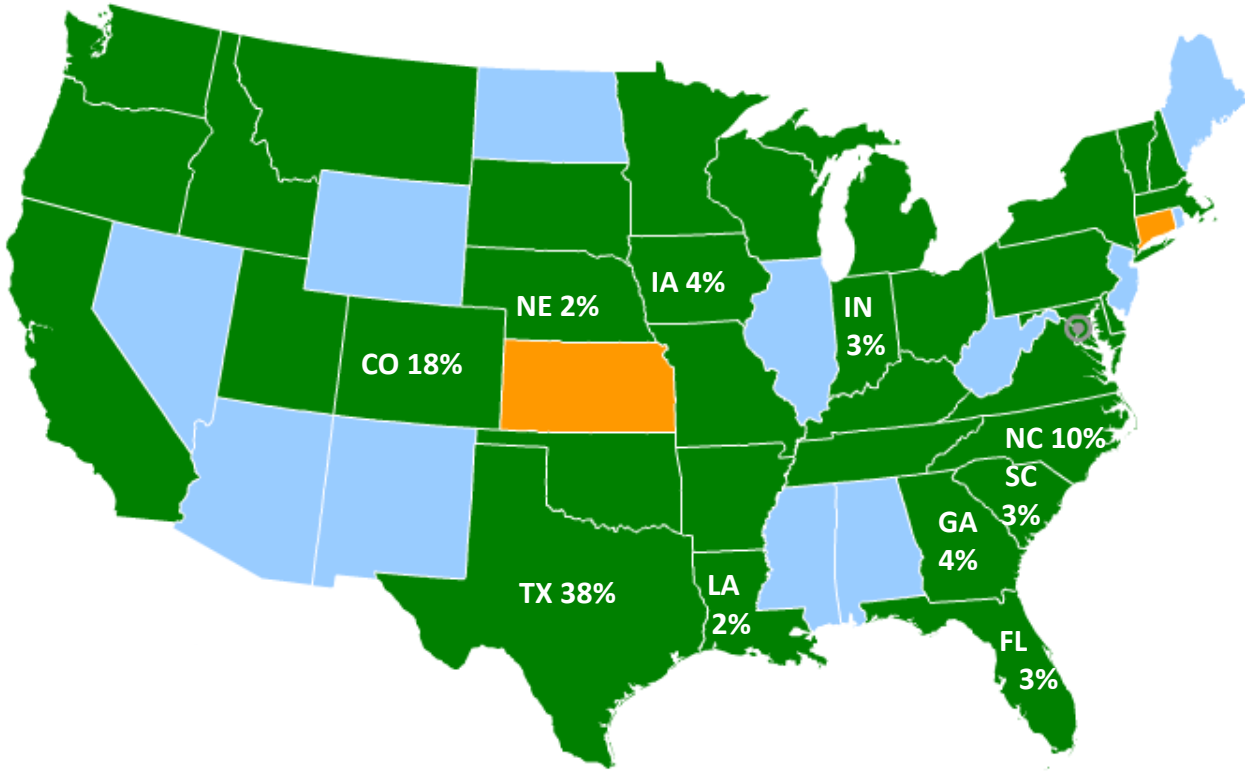 IA 4%
NE 2%
IN
3%
CO 18%
NC 10%
SC
3%
GA
4%
TX 38%
LA
2%
FL
3%